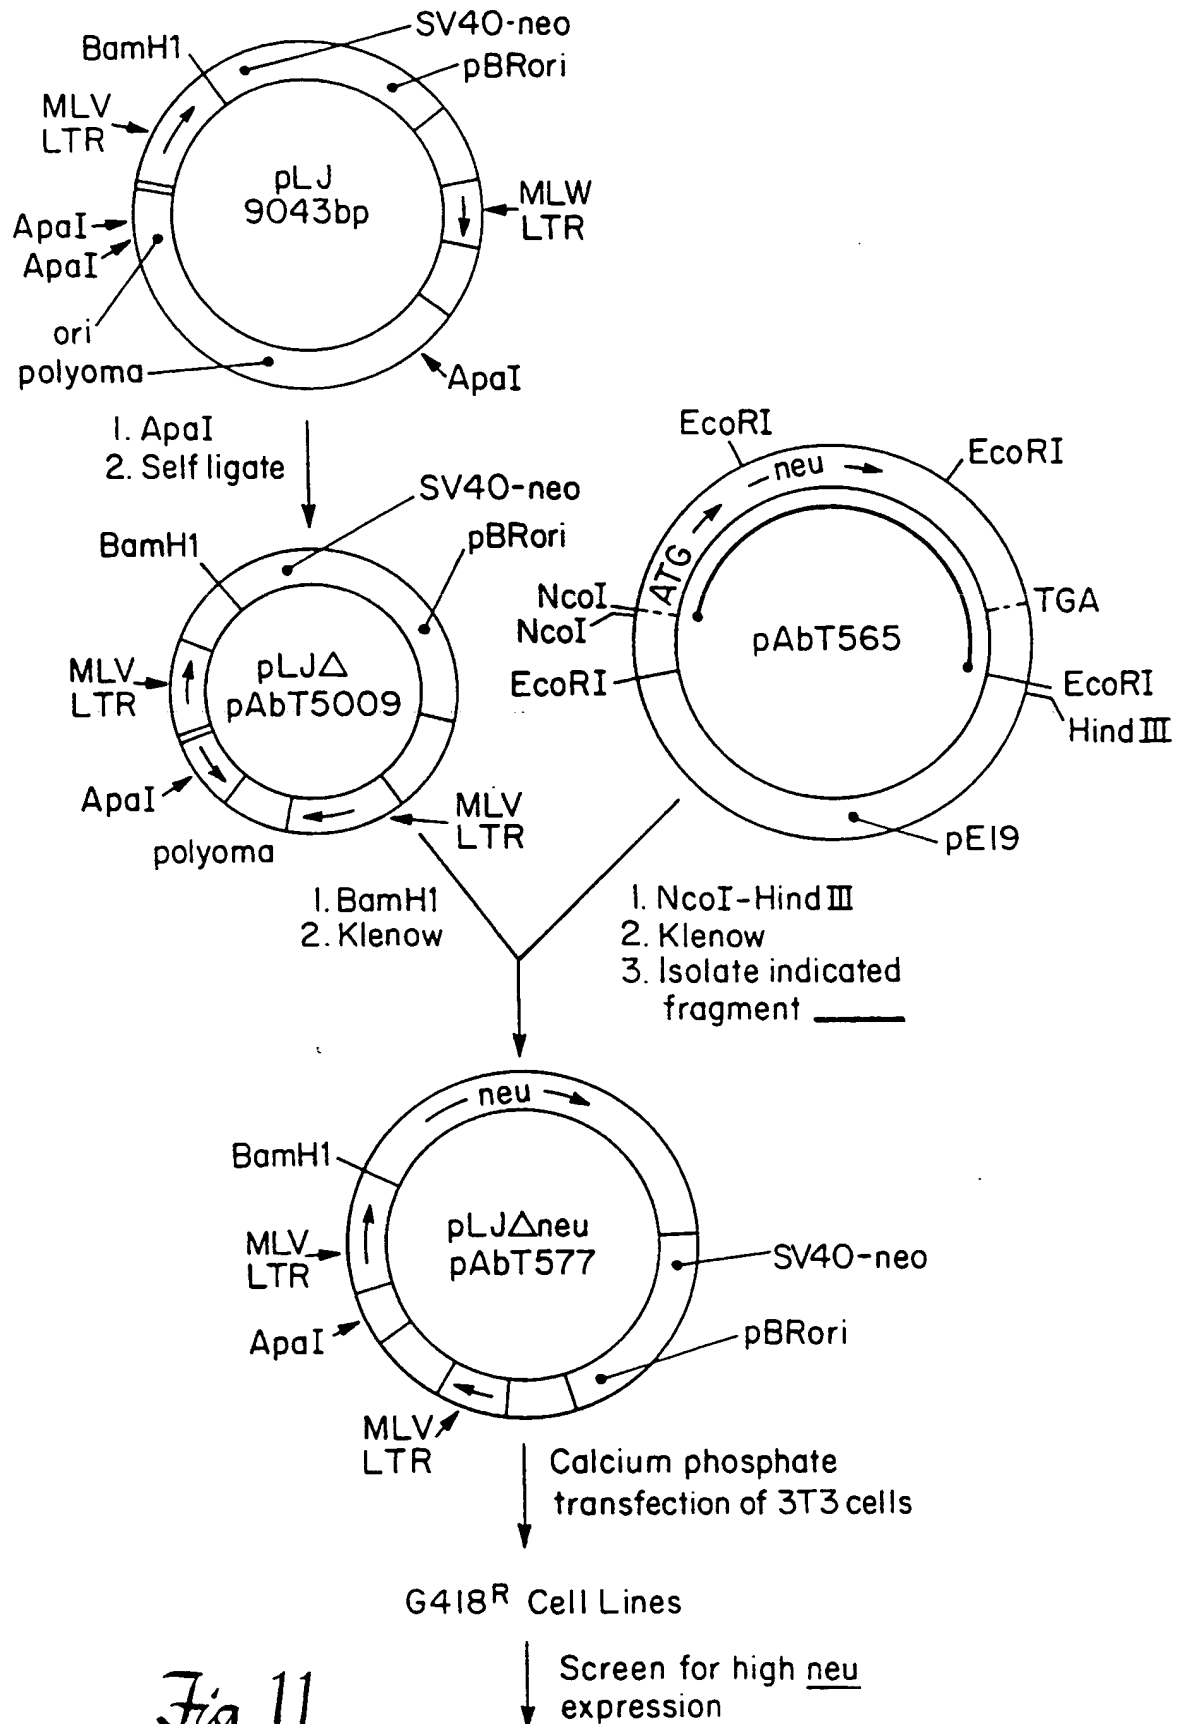 SV40-neo
BamH1
pBRori
MLV
LTR
pLJ
9043bp
MLW
LTR
ApaI
ApaI
ori
polyoma
ApaI
1. ApaI
2. Self ligate
SV40-neo
BamH1
pBRori
MLV
LTR
pLJΔ
pAbT5009
ApaI
polyoma
MLV
LTR
EcoRI
EcoRI
neu
ATG
NcoI
NcoI
TGA
pAbT565
EcoRI
EcoRI
Hind III
pE19
1. BamH1
2. Klenow
1. NcoI-Hind III
2. Klenow
3. Isolate indicated
fragment
neu
BamH1
MLV
LTR
pLJΔneu
pAbT577
SV40-neo
ApaI
pBRori
MLV
LTR
Calcium phosphate
transfection of 3T3 cells
G418ᴿ Cell Lines
Screen for high neu
expression
Fig 11